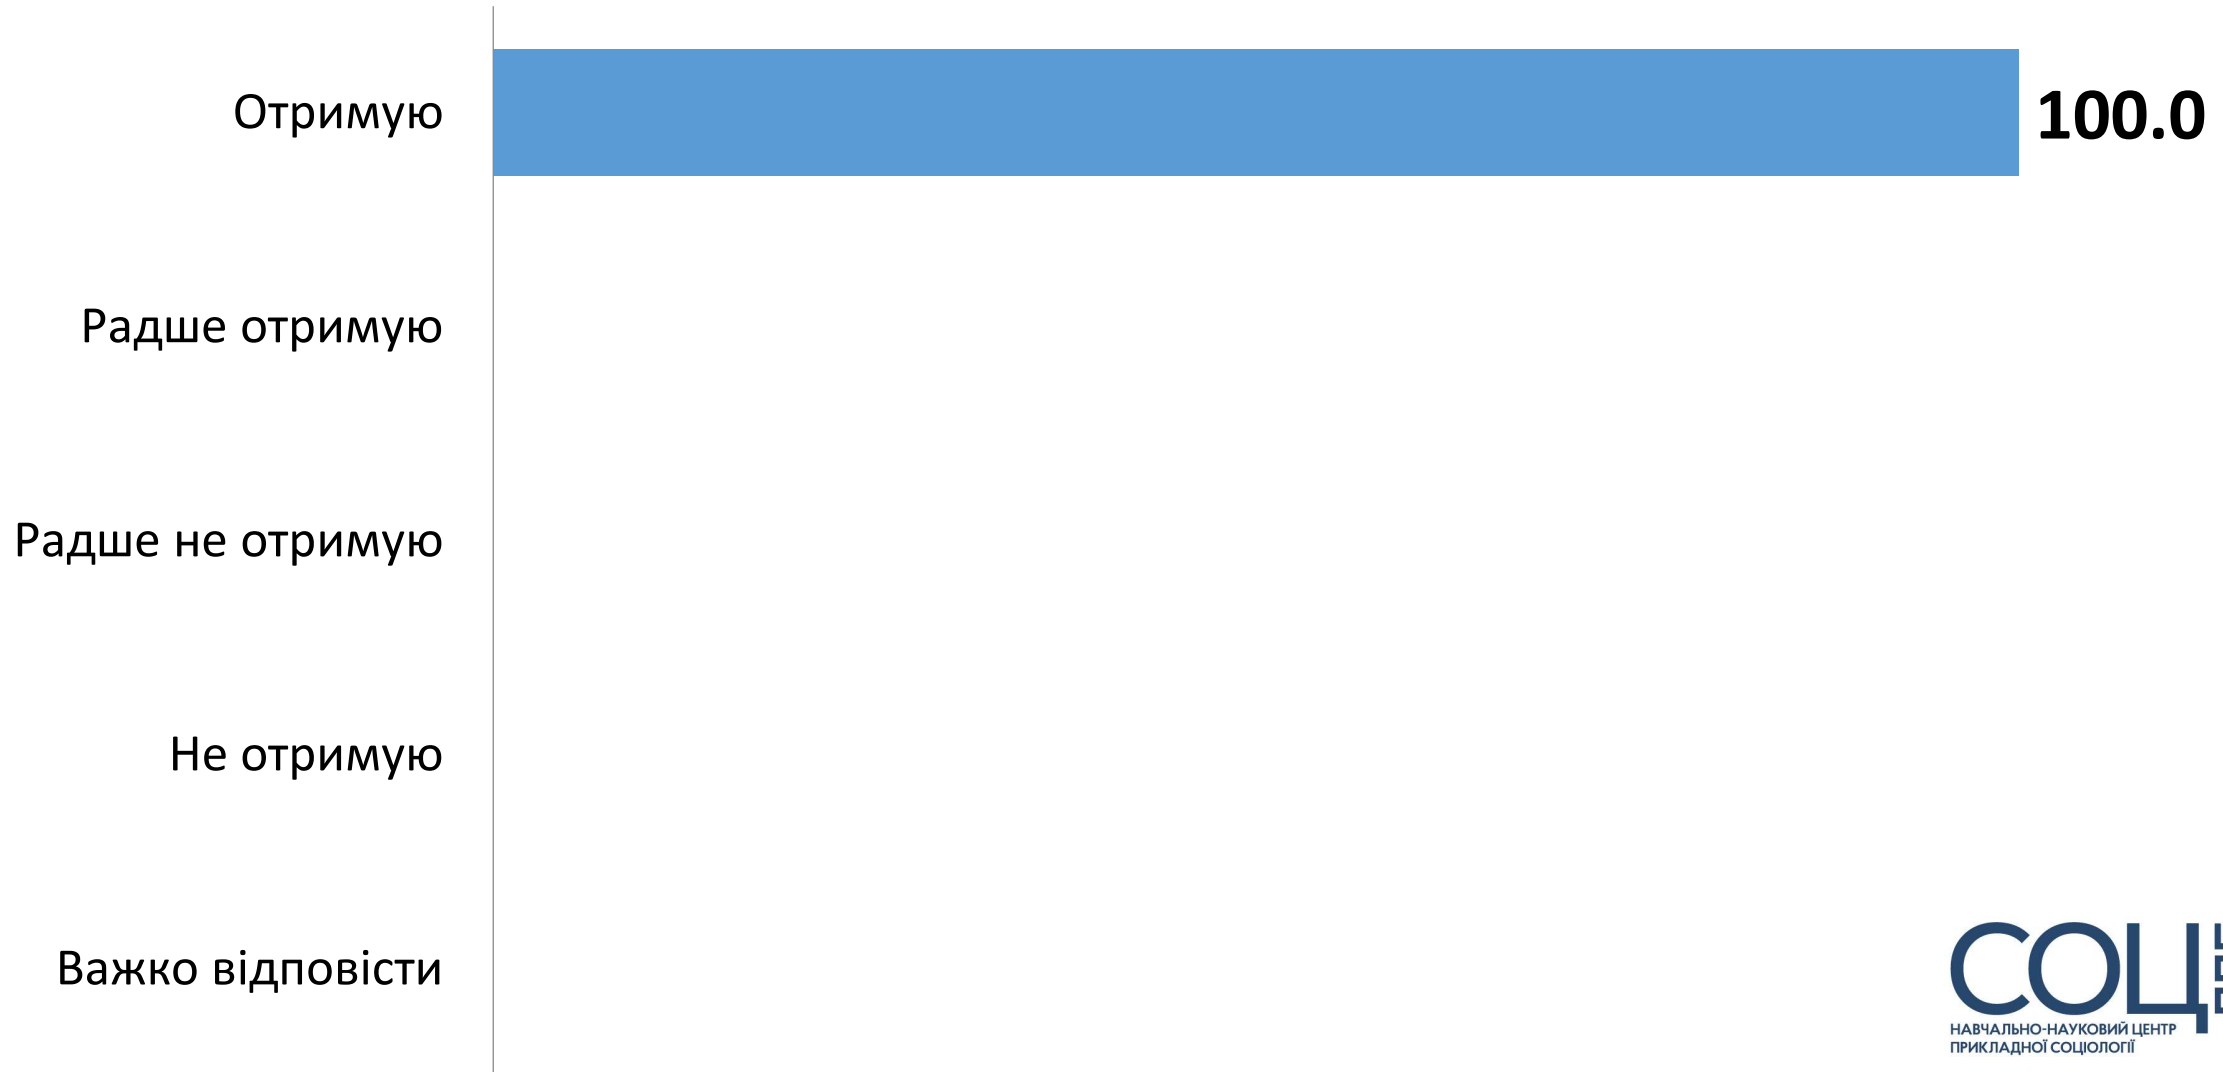 Отримую
100.0
Радше отримую
Радше не отримую
Не отримую
Важко відповісти
СОЦ
НАВЧАЛЬНО-НАУКОВИЙ ЦЕНТР
ПРИКЛАДНОЇ СОЦІОЛОГІЇ